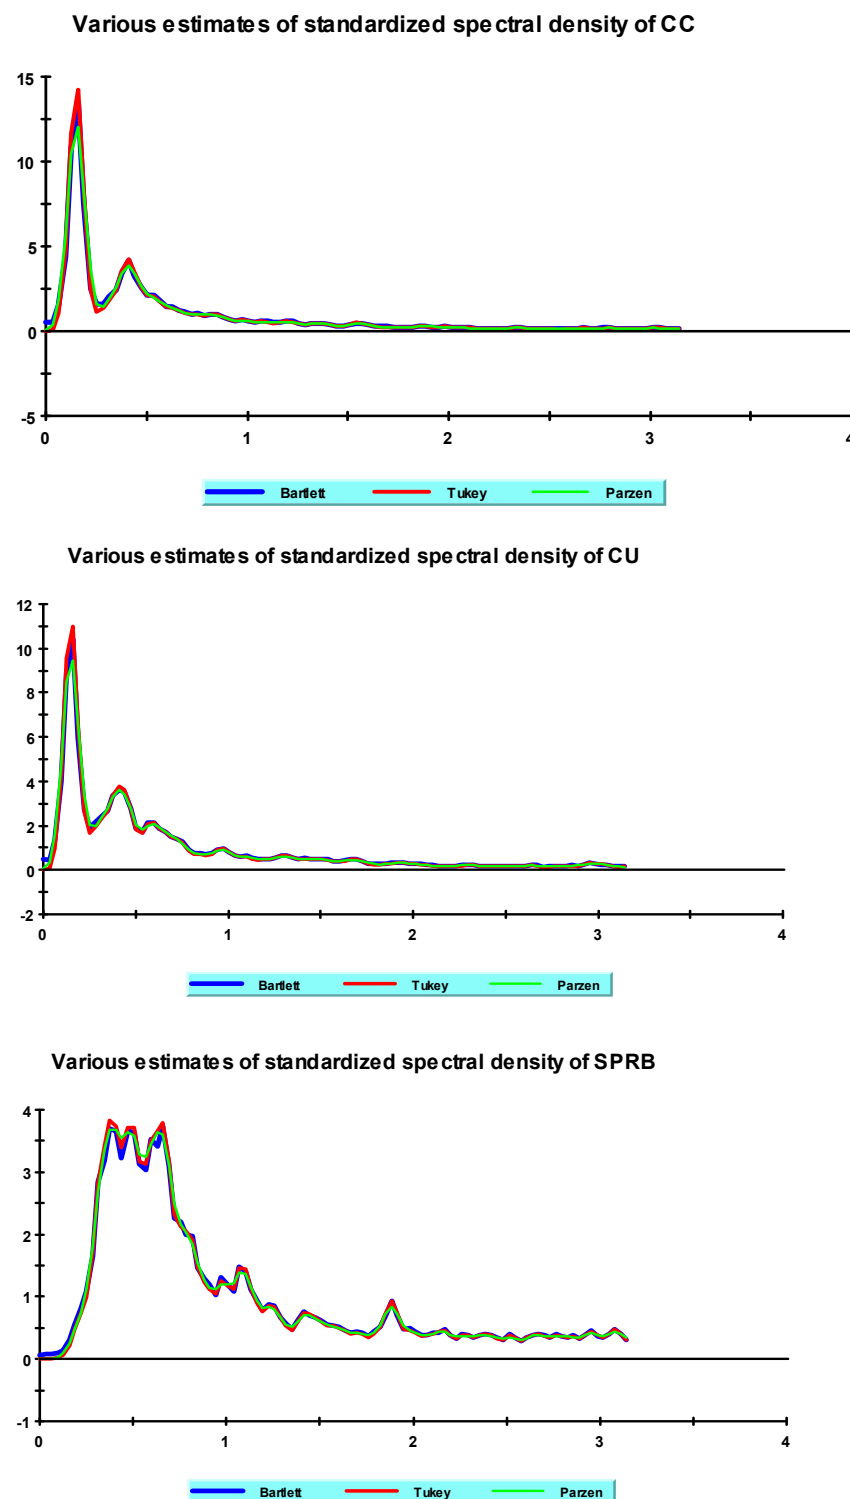 Various estimates of standardized spectral density of CC
15
10
5
0
-5
0 1 2 3 4
Bartlett Tukey Parzen
Various estimates of standardized spectral density of CU
12
10
8
6
4
2
0
-2
0 1 2 3 4
Bartlett Tukey Parzen
Various estimates of standardized spectral density of SPRB
4
3
2
1
0
-1
0 1 2 3 4
Bartlett Tukey Parzen